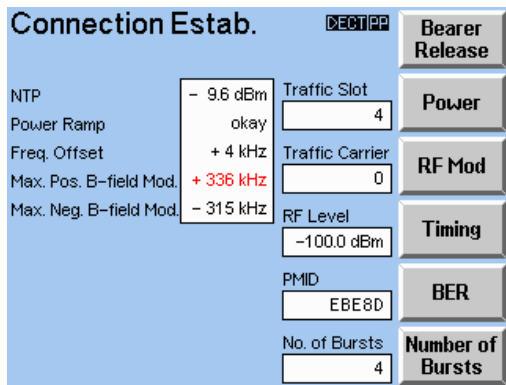 Connection Estab.
DECT PP
NTP
- 9.6 dBm
Power Ramp
okay
Freq. Offset
+ 4 kHz
Max. Pos. B-field Mod.
+ 336 kHz
Max. Neg. B-field Mod.
- 315 kHz
Traffic Slot
4
Traffic Carrier
0
RF Level
-100.0 dBm
PMID
EBE8D
No. of Bursts
4
Bearer
Release
Power
RF Mod
Timing
BER
Number of
Bursts